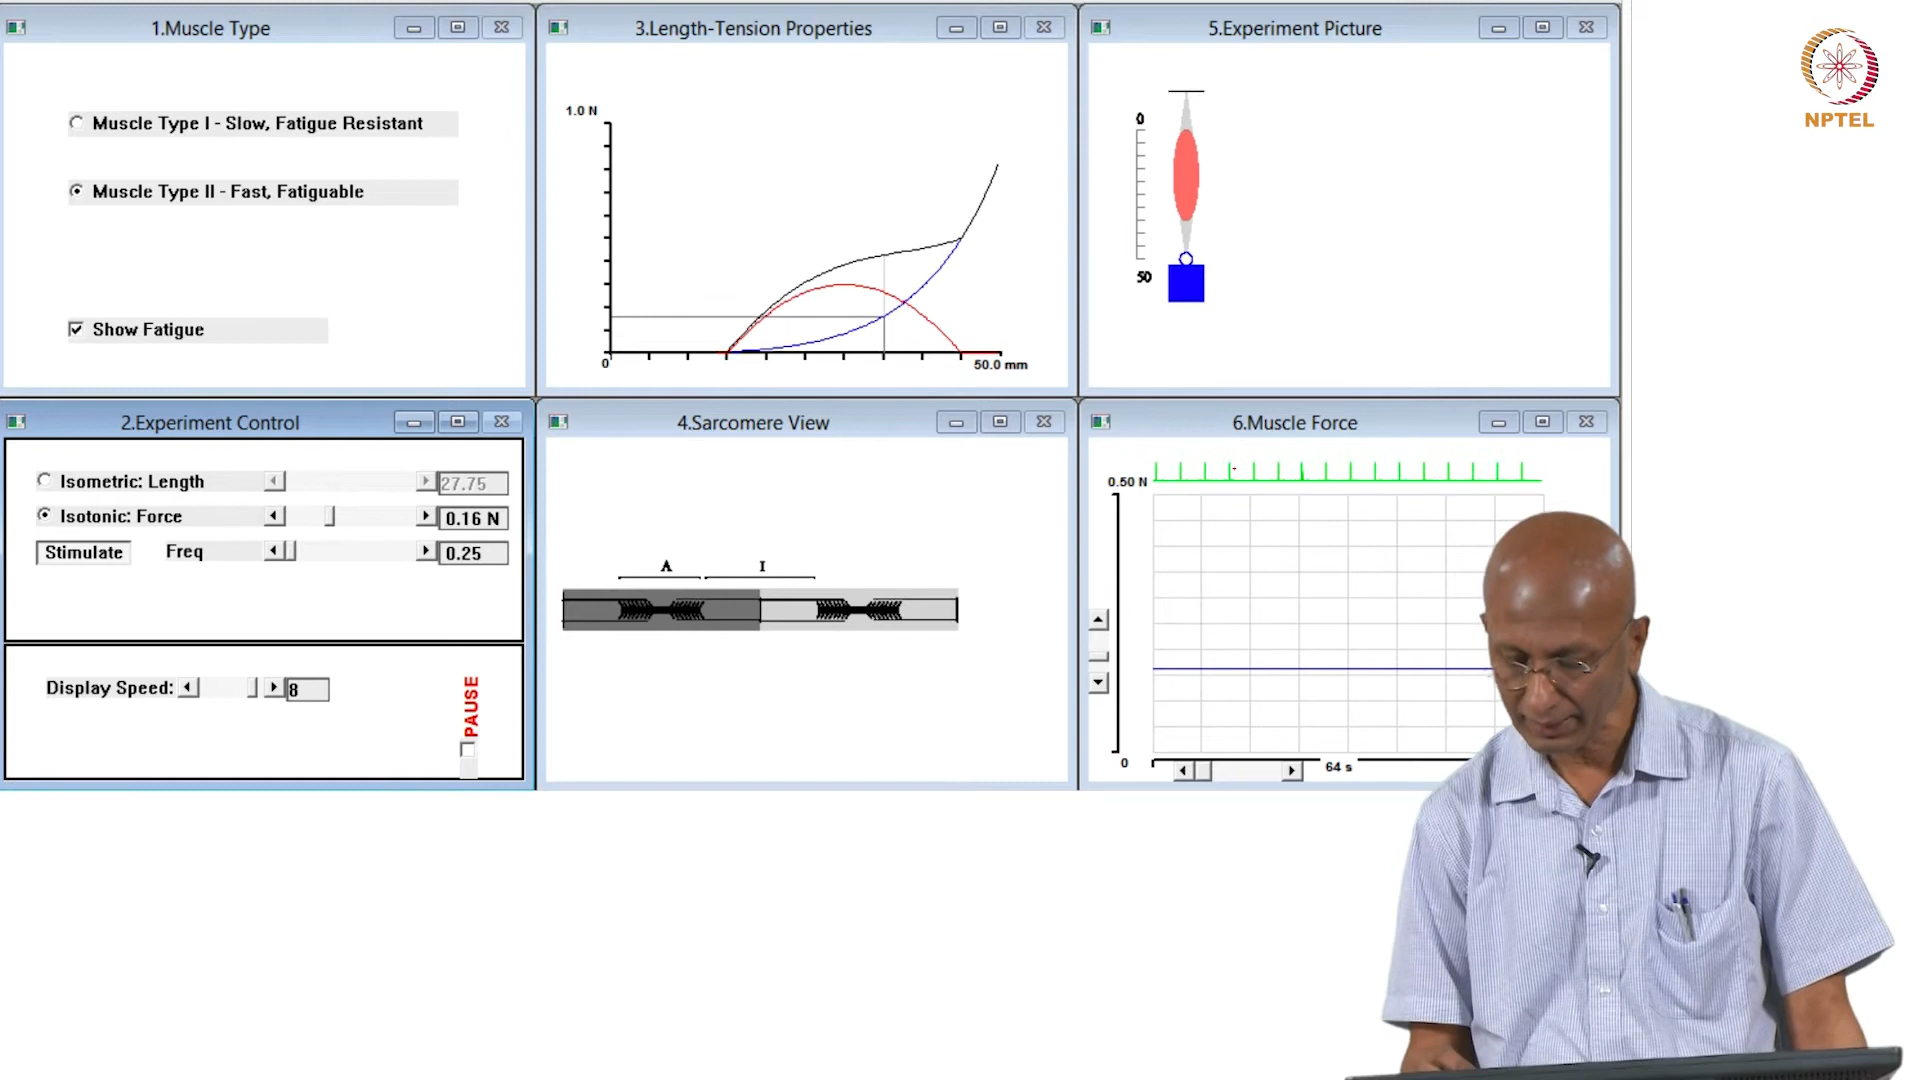 1.Muscle Type
Muscle Type I - Slow, Fatigue Resistant
Muscle Type II - Fast, Fatiguable
Show Fatigue
2.Experiment Control
Isometric: Length
27.75
Isotonic: Force
0.16 N
Stimulate
Freq
0.25
Display Speed:
8
PAUSE
3.Length-Tension Properties
1.0 N
0
50.0 mm
4.Sarcomere View
A
I
5.Experiment Picture
0
50
6.Muscle Force
0.50 N
0
64 s
NPTEL